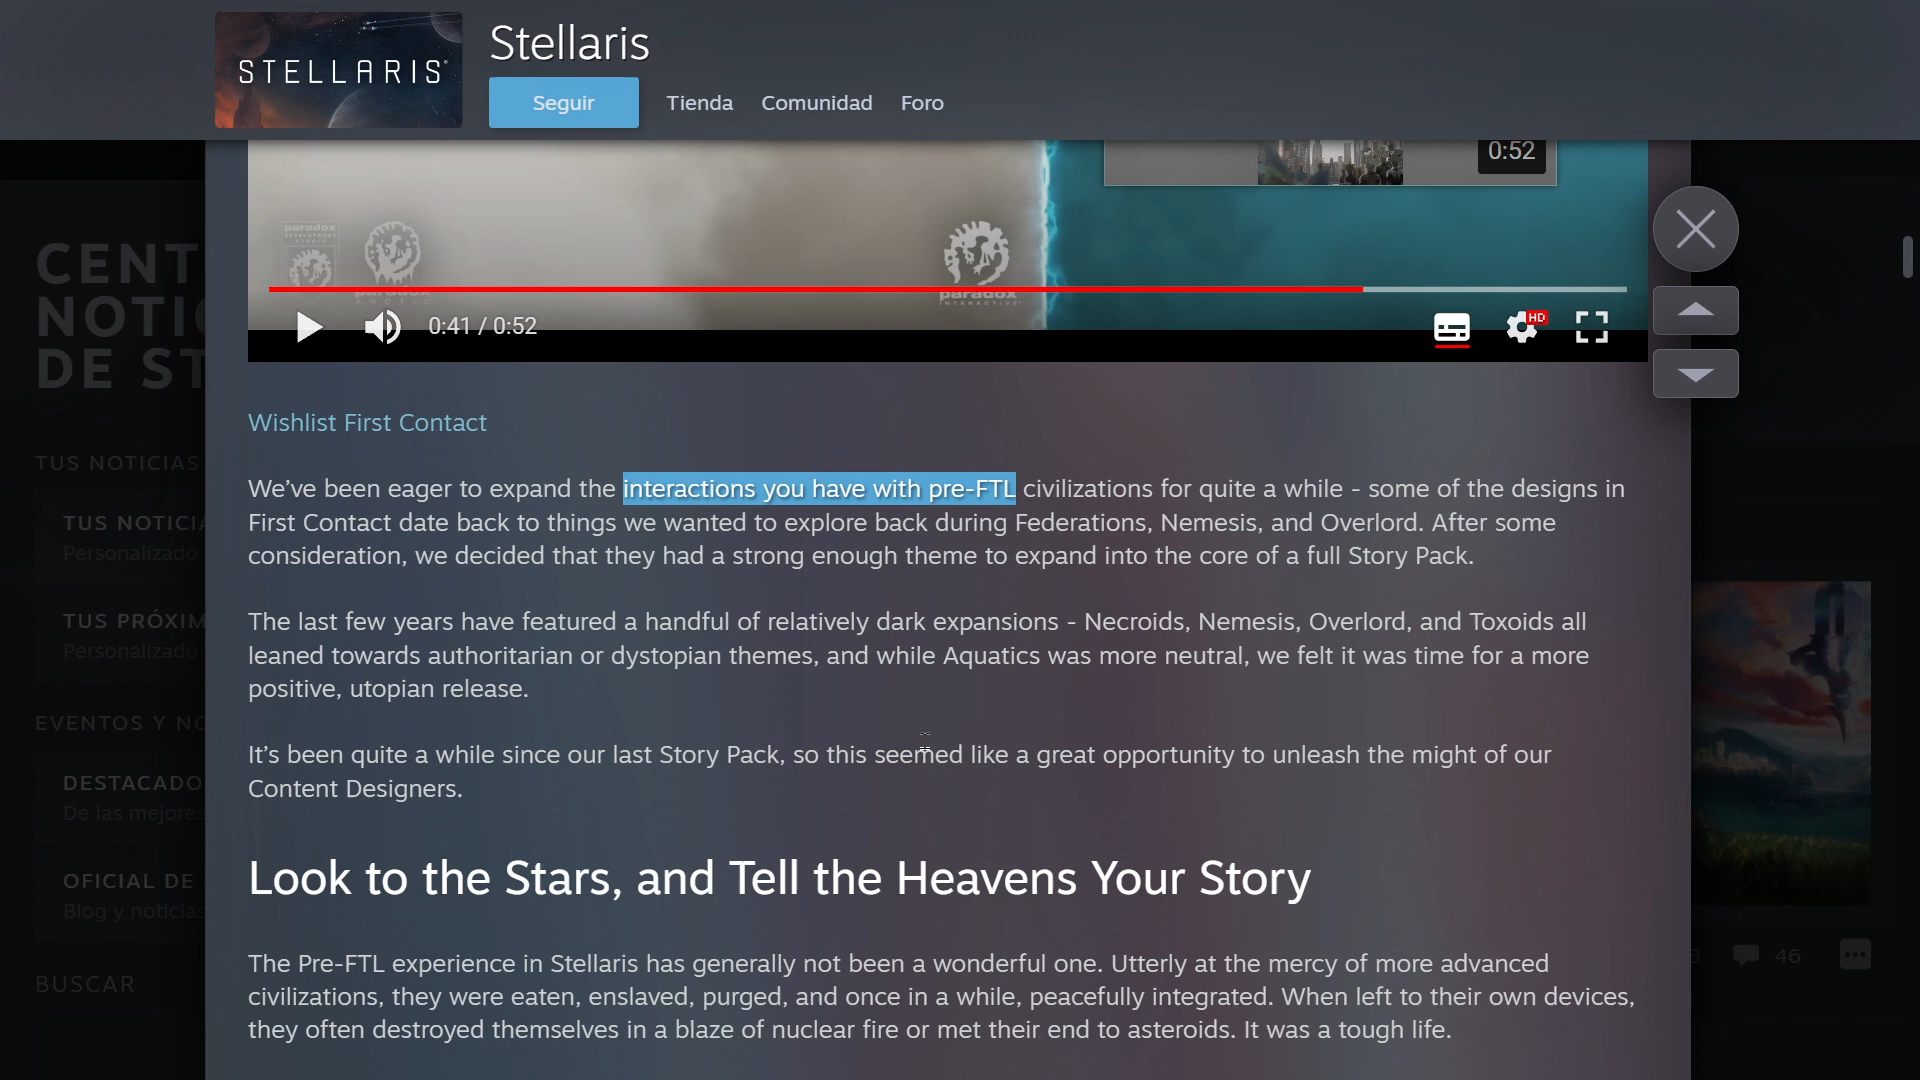 STELLARIS
Stellaris
Seguir
Tienda
Comunidad
Foro
0:52
paradox
DEVELOPMENT STUDIO
paradox
ARCTIC
paradox
INTERACTIVE
0:41 / 0:52
HD
CENT
NOTIC
DE ST
TUS NOTICIAS
TUS NOTICIA
Personalizado
TUS PRÓXIM
Personalizado
EVENTOS Y NO
DESTACADO
De las mejores
OFICIAL DE
Blog y noticias
BUSCAR
Wishlist First Contact
We’ve been eager to expand the interactions you have with pre-FTL civilizations for quite a while - some of the designs in
First Contact date back to things we wanted to explore back during Federations, Nemesis, and Overlord. After some
consideration, we decided that they had a strong enough theme to expand into the core of a full Story Pack.
The last few years have featured a handful of relatively dark expansions - Necroids, Nemesis, Overlord, and Toxoids all
leaned towards authoritarian or dystopian themes, and while Aquatics was more neutral, we felt it was time for a more
positive, utopian release.
It’s been quite a while since our last Story Pack, so this seemed like a great opportunity to unleash the might of our
Content Designers.
Look to the Stars, and Tell the Heavens Your Story
The Pre-FTL experience in Stellaris has generally not been a wonderful one. Utterly at the mercy of more advanced
civilizations, they were eaten, enslaved, purged, and once in a while, peacefully integrated. When left to their own devices,
they often destroyed themselves in a blaze of nuclear fire or met their end to asteroids. It was a tough life.
46